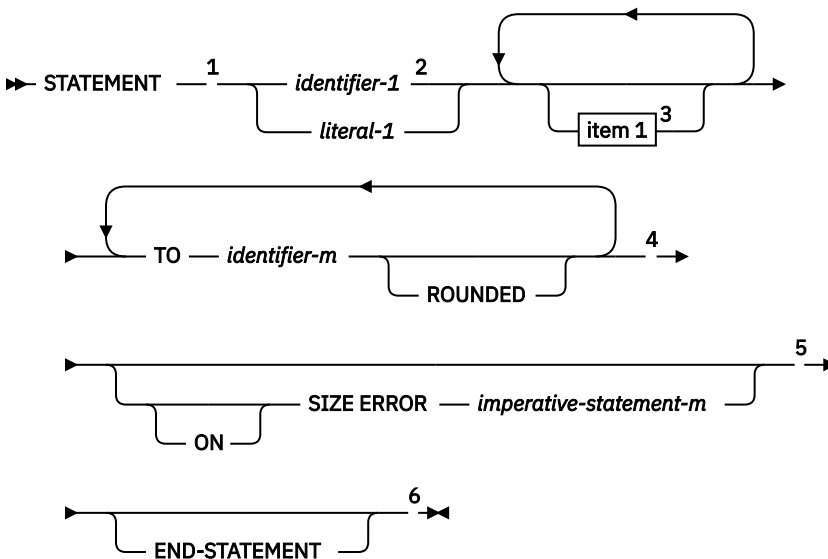 STATEMENT 1 identifier-1 2
literal-1 item 1 3
TO identifier-m 4
ROUNDED
5
SIZE ERROR imperative-statement-m
ON
6
END-STATEMENT